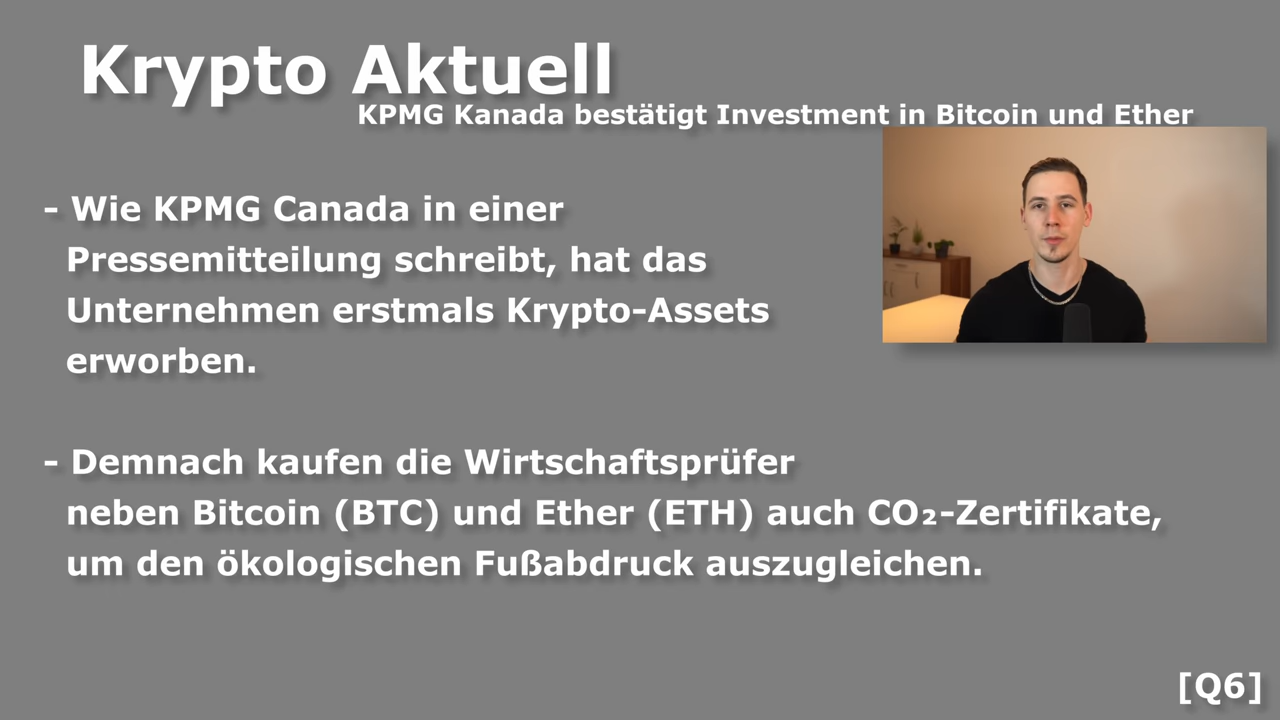 Krypto Aktuell
KPMG Kanada bestätigt Investment in Bitcoin und Ether
- Wie KPMG Canada in einer
Pressemitteilung schreibt, hat das
Unternehmen erstmals Krypto-Assets
erworben.
- Demnach kaufen die Wirtschaftsprüfer
neben Bitcoin (BTC) und Ether (ETH) auch CO₂-Zertifikate,
um den ökologischen Fußabdruck auszugleichen.
[Q6]